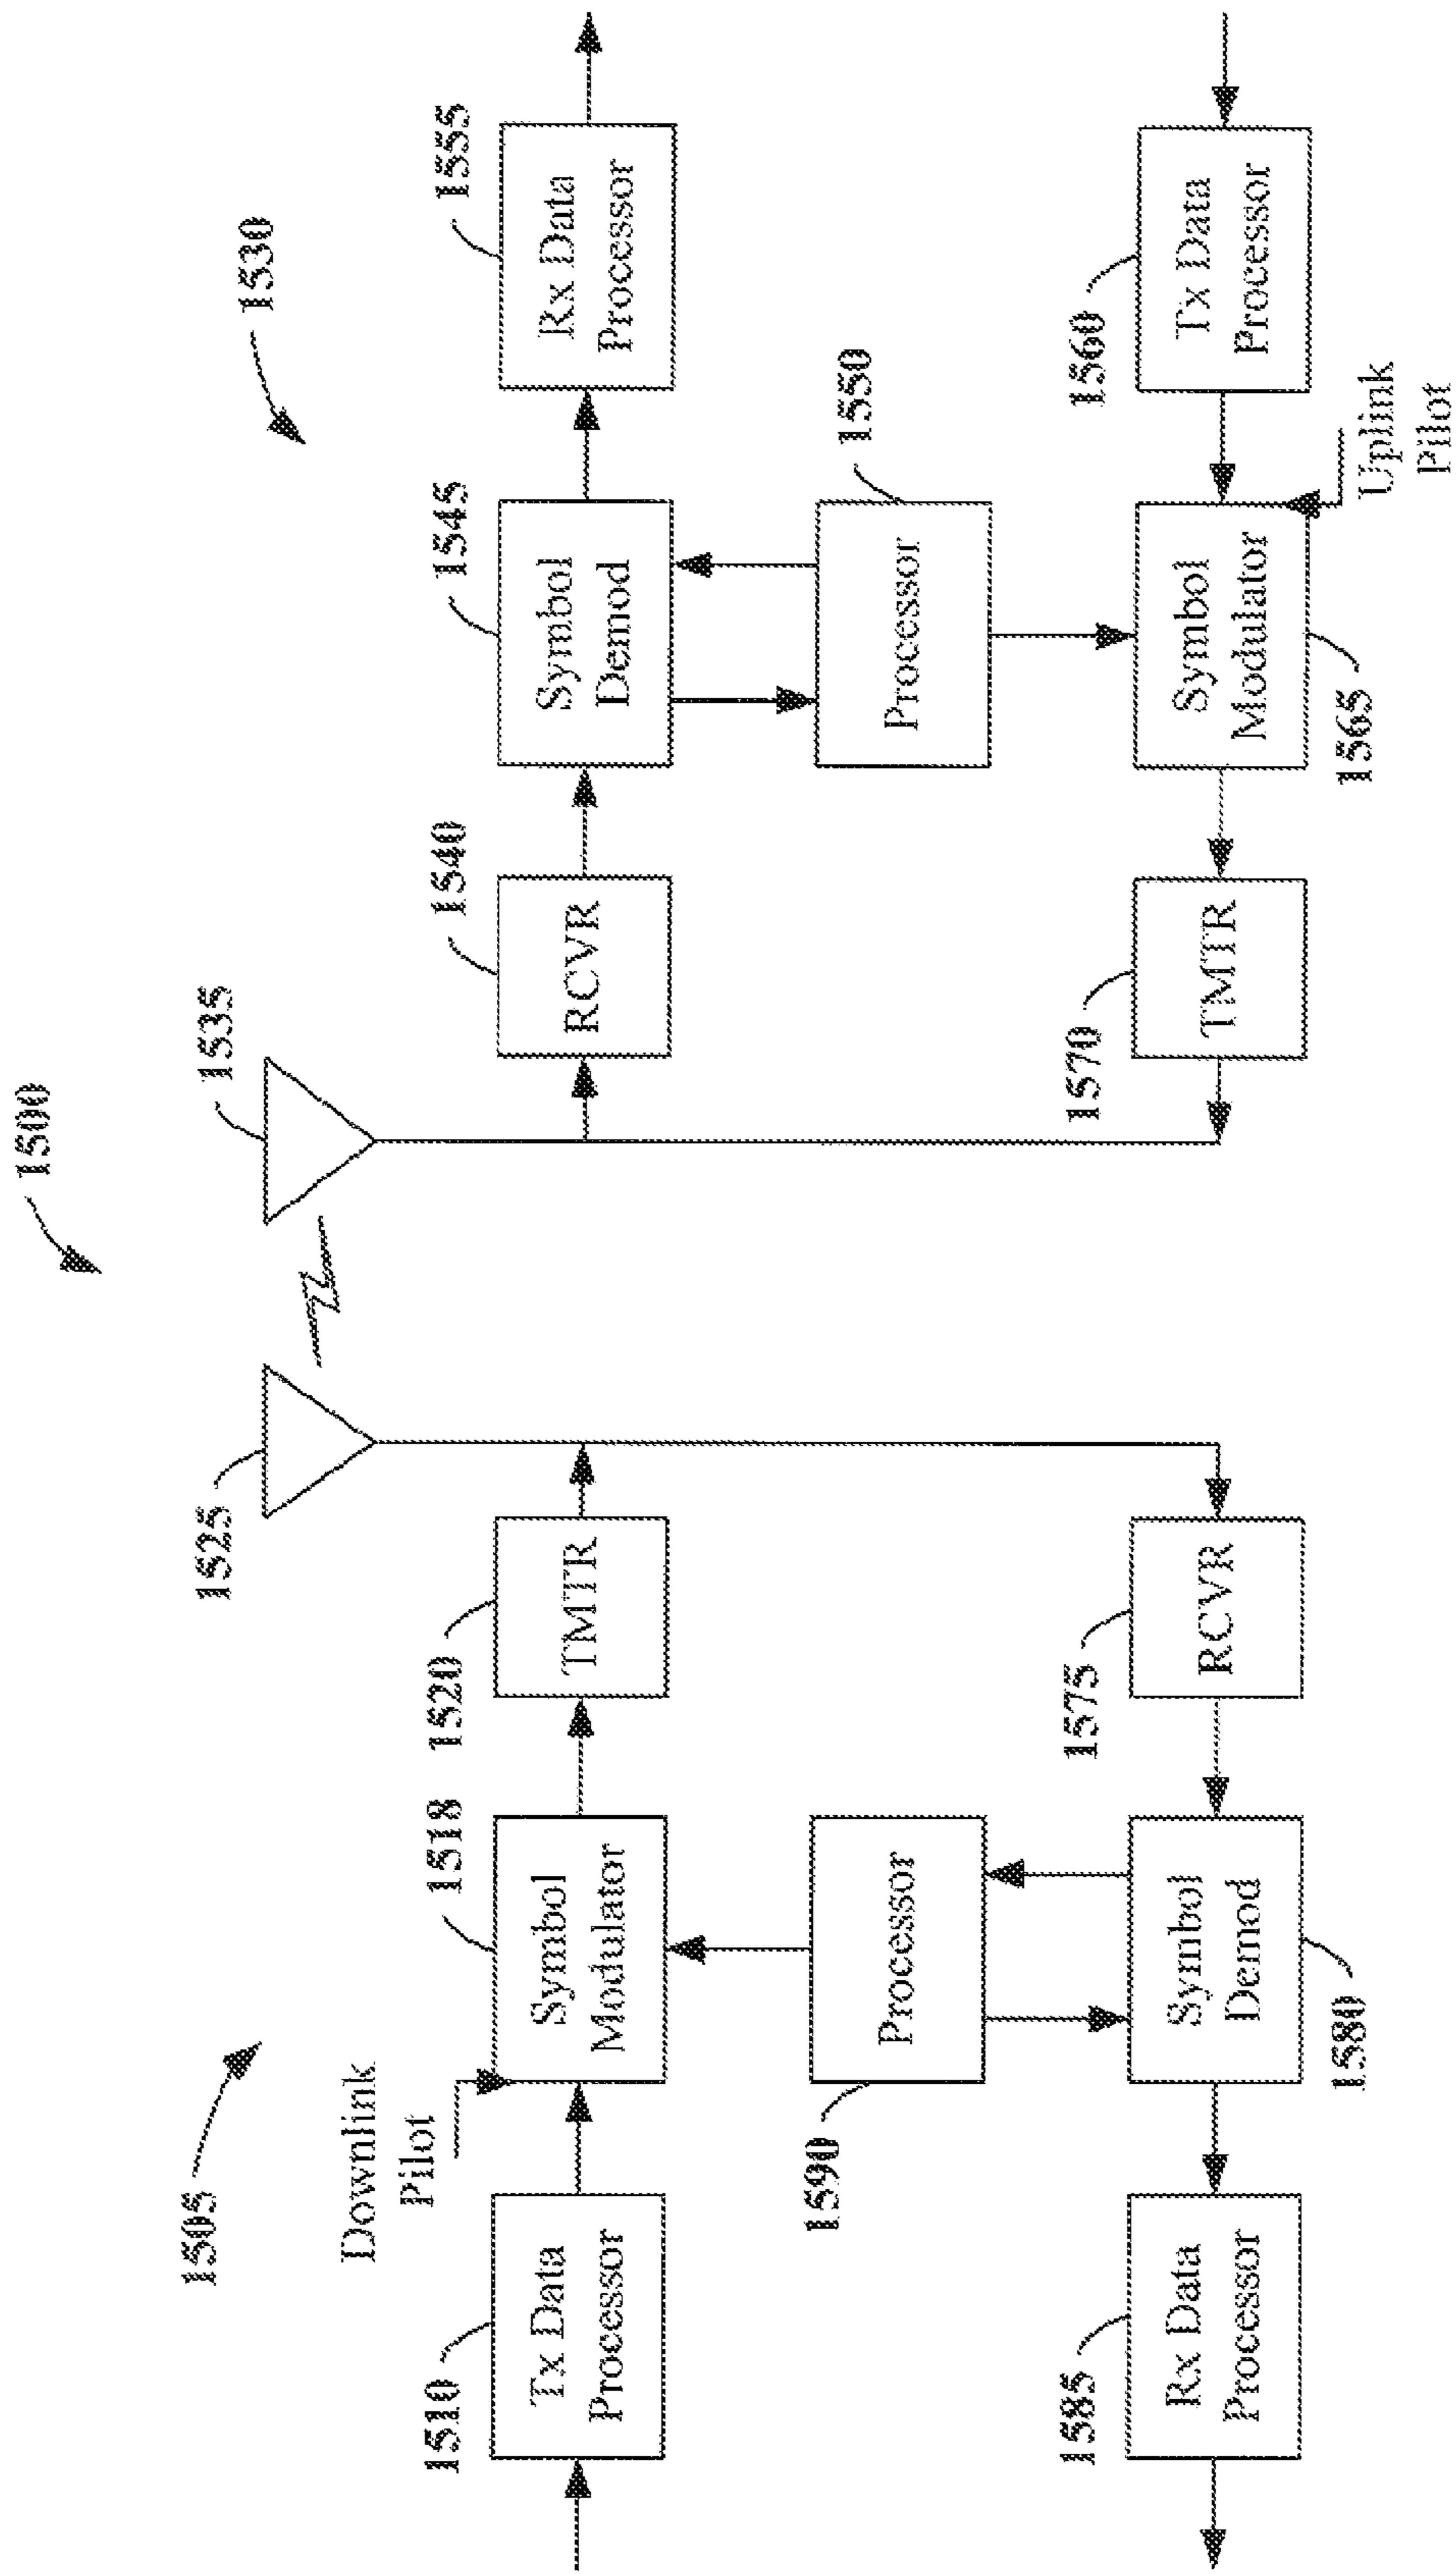 1500
1505
1525
1535
1530
Downlink
Pilot
1510
Tx Data
Processor
1518
Symbol
Modulator
1520
TMTR
1540
RCVR
1545
Symbol
Demod
1555
Rx Data
Processor
1590
Processor
1550
Processor
1585
Rx Data
Processor
1580
Symbol
Demod
1575
RCVR
1570
TMTR
1565
Symbol
Modulator
1560
Tx Data
Processor
Uplink
Pilot